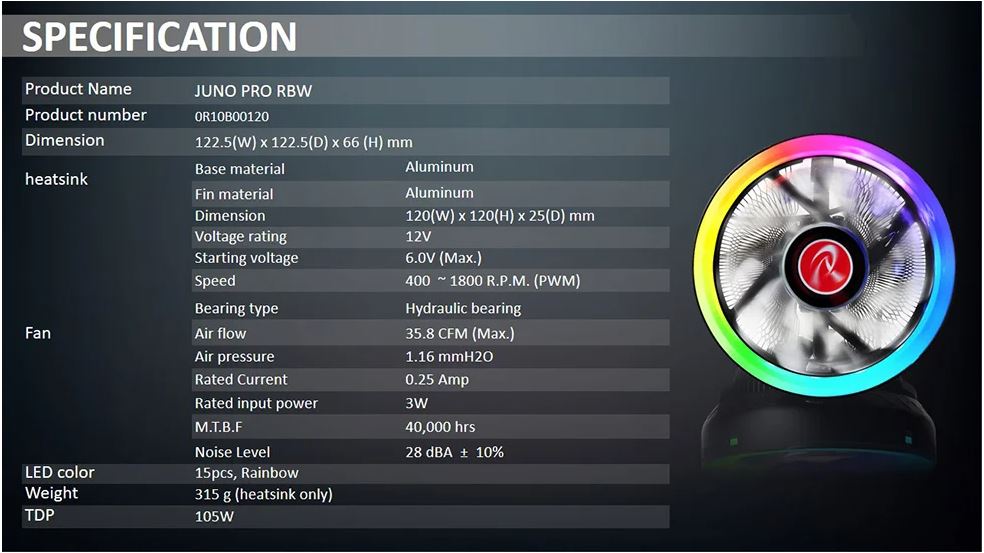 SPECIFICATION
Product Name JUNO PRO RBW
Product number 0R10B00120
Dimension 122.5(W) x 122.5(D) x 66 (H) mm
heatsink Base material Aluminum
Fin material Aluminum
Dimension 120(W) x 120(H) x 25(D) mm
Voltage rating 12V
Starting voltage 6.0V (Max.)
Speed 400 ~ 1800 R.P.M. (PWM)
Bearing type Hydraulic bearing
Fan Air flow 35.8 CFM (Max.)
Air pressure 1.16 mmH2O
Rated Current 0.25 Amp
Rated input power 3W
M.T.B.F 40,000 hrs
Noise Level 28 dBA ± 10%
LED color 15pcs, Rainbow
Weight 315 g (heatsink only)
TDP 105W